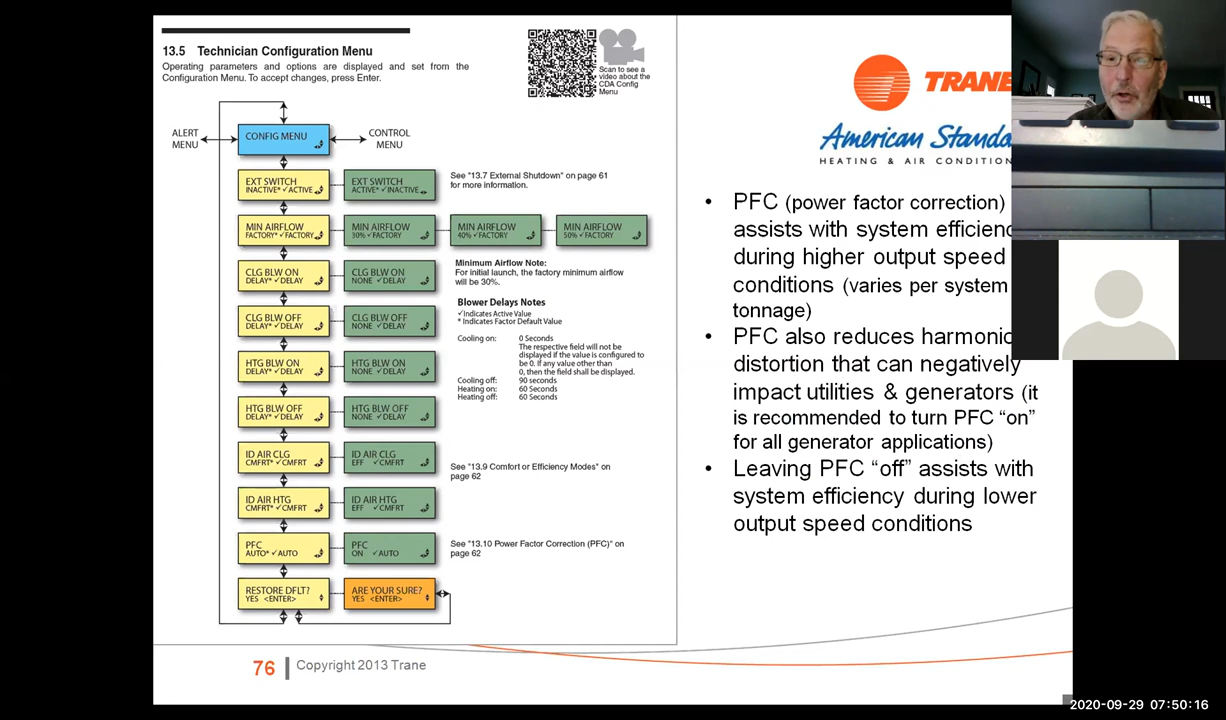 13.5 Technician Configuration Menu
Operating parameters and options are displayed and set from the
Configuration Menu. To accept changes, press Enter.
Scan to see a
video about the
CDA Config
Menu
ALERT
MENU
CONFIG MENU
CONTROL
MENU
EXT SWITCH
INACTIVE* ✓ACTIVE
EXT SWITCH
ACTIVE* ✓INACTIVE
See "13.7 External Shutdown" on page 61
for more information.
MIN AIRFLOW
FACTORY* ✓FACTORY
MIN AIRFLOW
30% ✓FACTORY
MIN AIRFLOW
40% ✓FACTORY
MIN AIRFLOW
50% ✓FACTORY
CLG BLW ON
DELAY* ✓DELAY
CLG BLW ON
NONE ✓DELAY
Minimum Airflow Note:
For initial launch, the factory minimum airflow
will be 30%.
CLG BLW OFF
DELAY* ✓DELAY
CLG BLW OFF
NONE ✓DELAY
Blower Delays Notes
✓Indicates Active Value
* Indicates Factor Default Value
Cooling on: 0 Seconds
The respective field will not be
displayed if the value is configured to
be 0. If any value other than
0, then the field shall be displayed.
Cooling off: 90 seconds
Heating on: 60 Seconds
Heating off: 60 Seconds
HTG BLW ON
DELAY* ✓DELAY
HTG BLW ON
NONE ✓DELAY
HTG BLW OFF
DELAY* ✓DELAY
HTG BLW OFF
NONE ✓DELAY
ID AIR CLG
CMFRT* ✓CMFRT
ID AIR CLG
EFF ✓CMFRT
See "13.9 Comfort or Efficiency Modes" on
page 62
ID AIR HTG
CMFRT* ✓CMFRT
ID AIR HTG
EFF ✓CMFRT
PFC
AUTO* ✓AUTO
PFC
ON ✓AUTO
See "13.10 Power Factor Correction (PFC)" on
page 62
RESTORE DFLT?
YES <ENTER>
ARE YOUR SURE?
YES <ENTER>
TRANE
American Standa
HEATING & AIR CONDITION
• PFC (power factor correction)
assists with system efficienc
during higher output speed
conditions (varies per system
tonnage)
• PFC also reduces harmonic
distortion that can negatively
impact utilities & generators (it
is recommended to turn PFC “on”
for all generator applications)
• Leaving PFC “off” assists with
system efficiency during lower
output speed conditions
76 Copyright 2013 Trane
2020-09-29 07:50:16